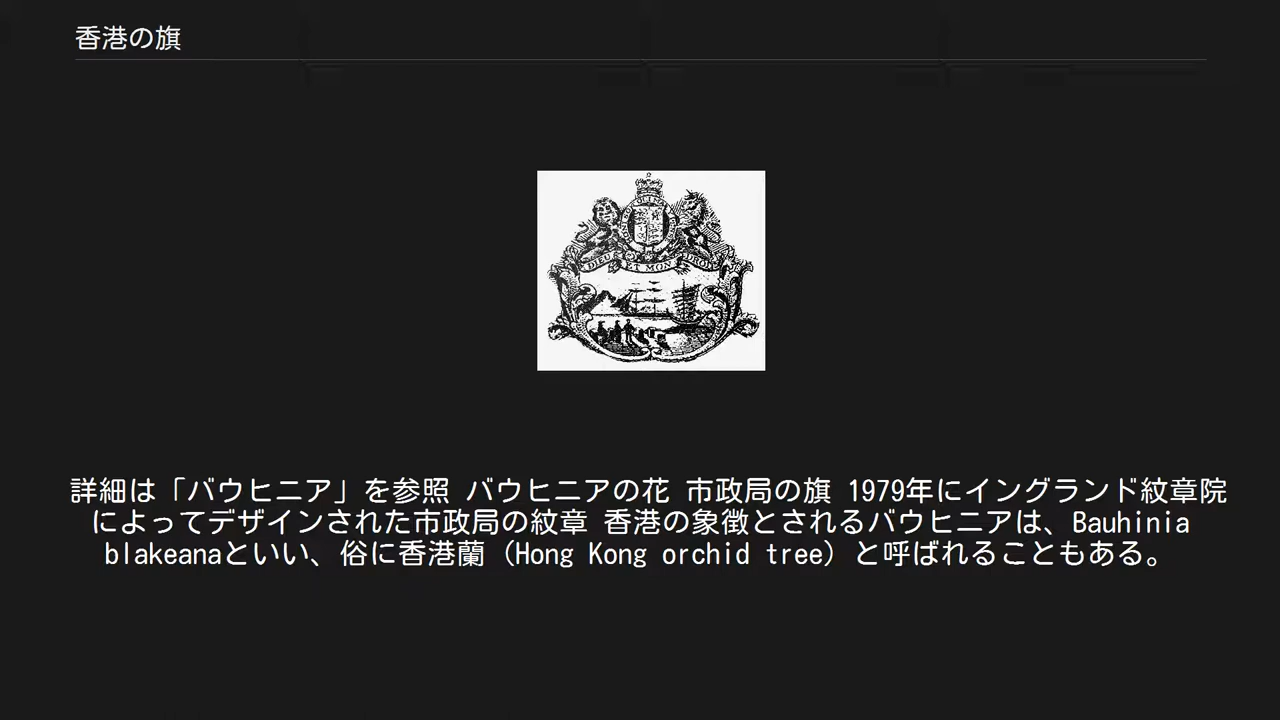 香港の旗
DIEU ET MON DROIT
詳細は「バウヒニア」を参照 バウヒニアの花 市政局の旗 1979年にイングランド紋章院
によってデザインされた市政局の紋章 香港の象徴とされるバウヒニアは、Bauhinia
blakeanaといい、俗に香港蘭（Hong Kong orchid tree）と呼ばれることもある。